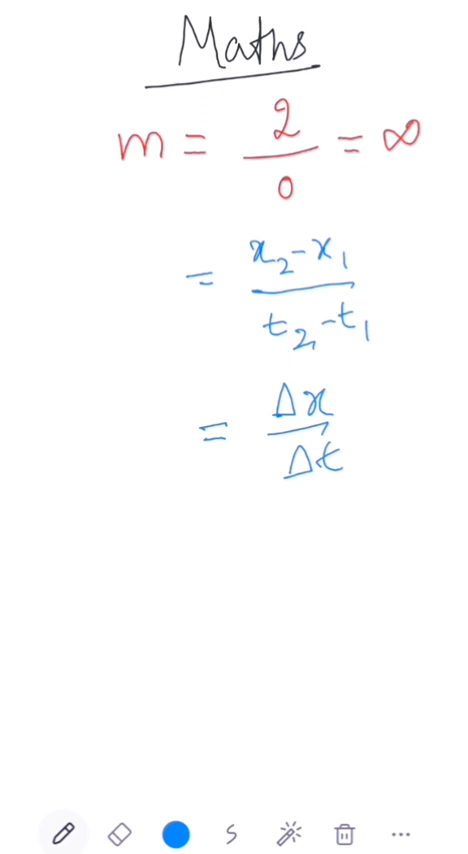 Maths
m = 2/0 = ∞
= x₂-x₁/t₂-t₁
= Δx/Δt
S